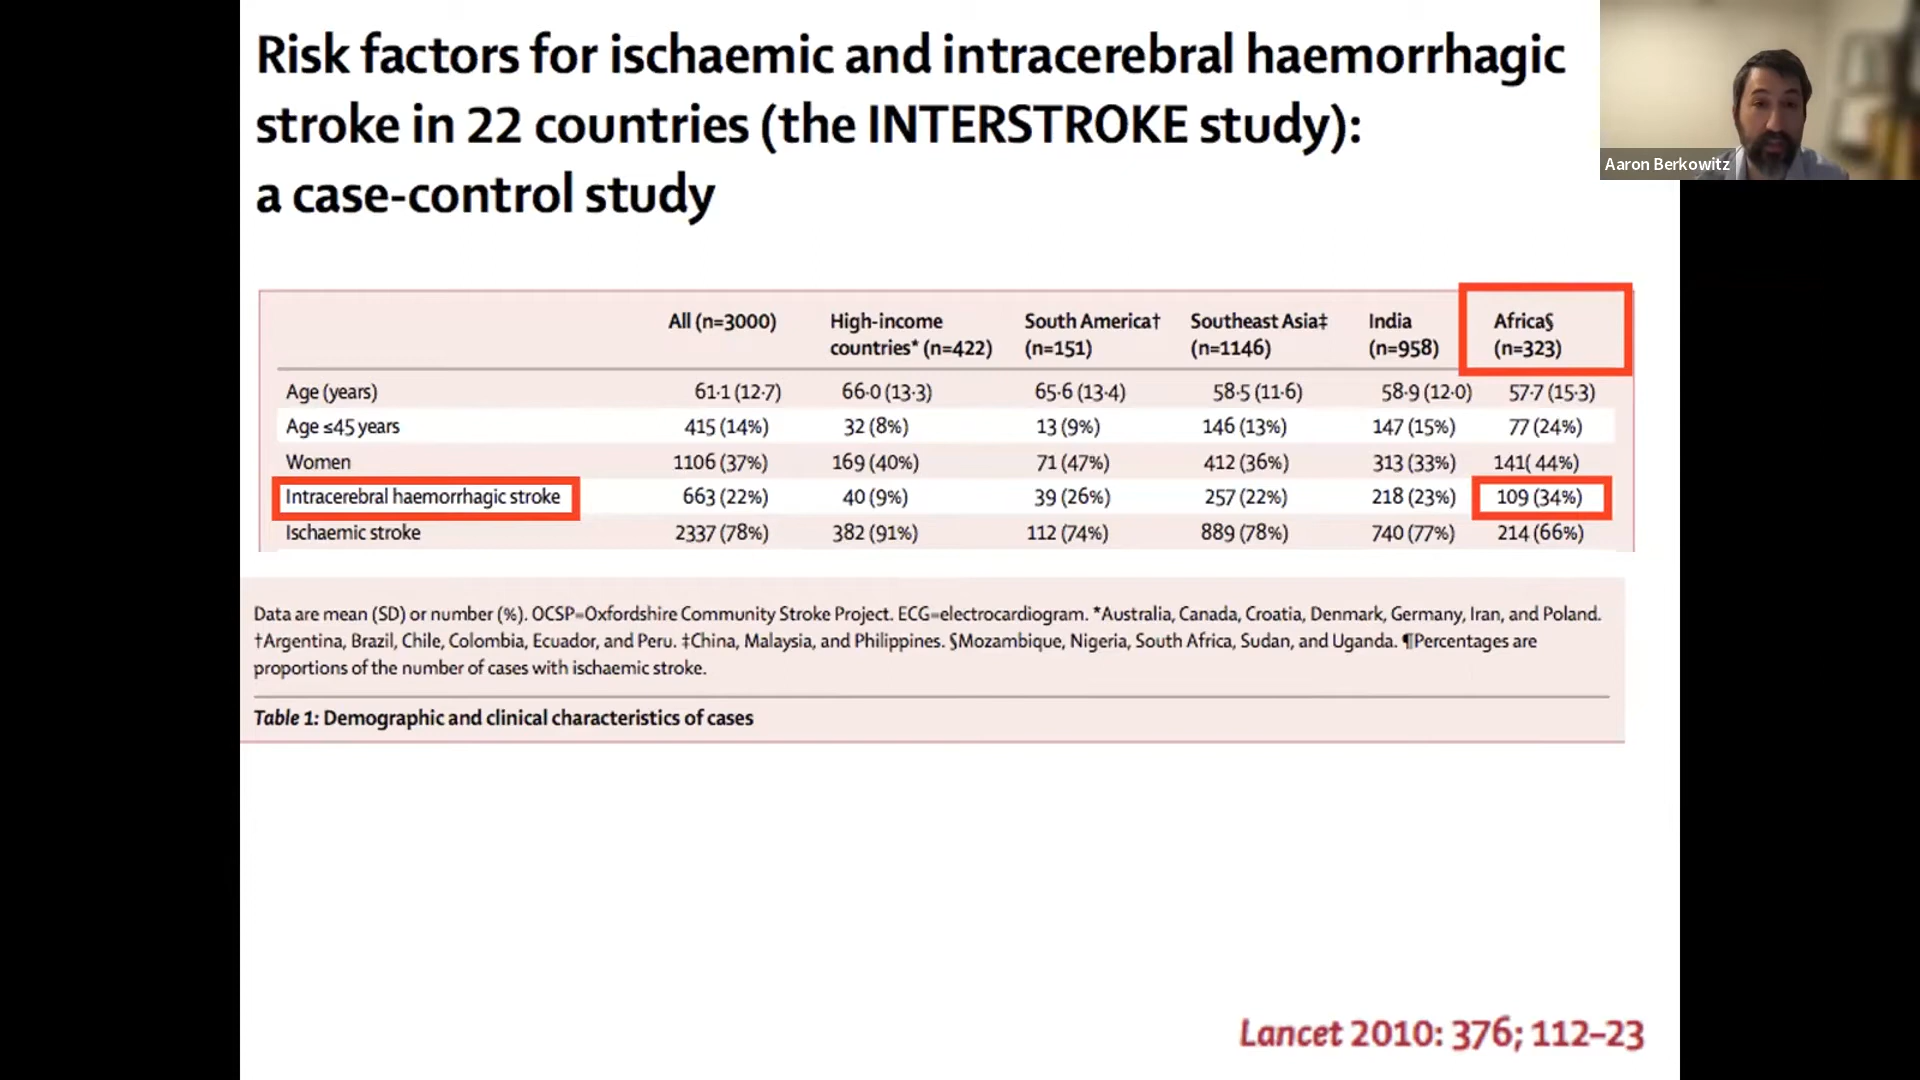 Risk factors for ischaemic and intracerebral haemorrhagic
stroke in 22 countries (the INTERSTROKE study):
a case-control study
Aaron Berkowitz
All (n=3000) High-income countries* (n=422) South America† (n=151) Southeast Asia‡ (n=1146) India (n=958) Africa§ (n=323)
Age (years) 61·1 (12·7) 66·0 (13·3) 65·6 (13·4) 58·5 (11·6) 58·9 (12·0) 57·7 (15·3)
Age ≤45 years 415 (14%) 32 (8%) 13 (9%) 146 (13%) 147 (15%) 77 (24%)
Women 1106 (37%) 169 (40%) 71 (47%) 412 (36%) 313 (33%) 141( 44%)
Intracerebral haemorrhagic stroke 663 (22%) 40 (9%) 39 (26%) 257 (22%) 218 (23%) 109 (34%)
Ischaemic stroke 2337 (78%) 382 (91%) 112 (74%) 889 (78%) 740 (77%) 214 (66%)
Data are mean (SD) or number (%). OCSP=Oxfordshire Community Stroke Project. ECG=electrocardiogram. *Australia, Canada, Croatia, Denmark, Germany, Iran, and Poland.
†Argentina, Brazil, Chile, Colombia, Ecuador, and Peru. ‡China, Malaysia, and Philippines. §Mozambique, Nigeria, South Africa, Sudan, and Uganda. ¶Percentages are
proportions of the number of cases with ischaemic stroke.
Table 1: Demographic and clinical characteristics of cases
Lancet 2010: 376; 112–23